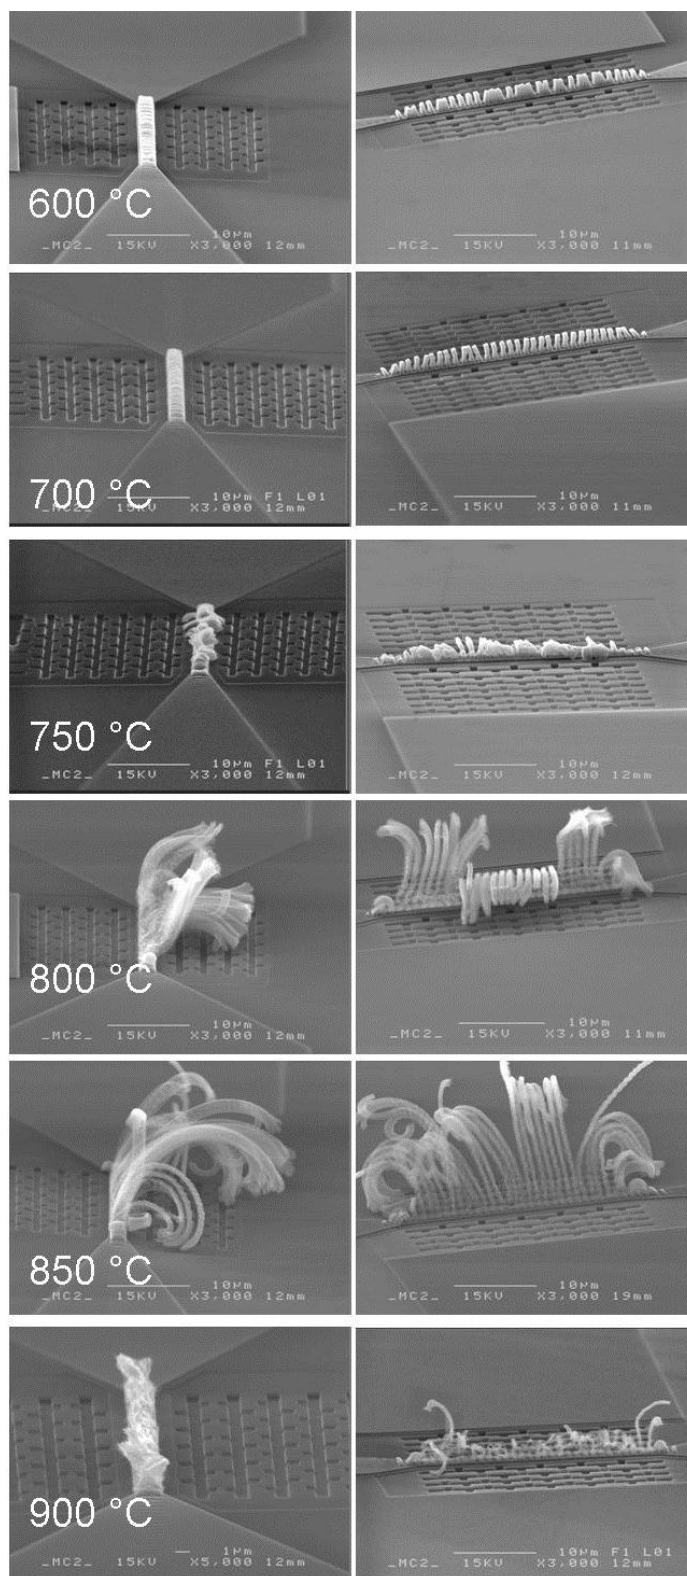 600 °C
10µm
_MC2_ 15KV X3,000 12mm
10µm
_MC2_ 15KV X3,000 11mm
700 °C
10µm F1 L01
_MC2_ 15KV X3,000 12mm
10µm
_MC2_ 15KV X3,000 11mm
750 °C
10µm F1 L01
_MC2_ 15KV X3,000 12mm
10µm
_MC2_ 15KV X3,000 12mm
800 °C
10µm
_MC2_ 15KV X3,000 12mm
10µm
_MC2_ 15KV X3,000 11mm
850 °C
10µm
_MC2_ 15KV X3,000 12mm
10µm
_MC2_ 15KV X3,000 19mm
900 °C
1µm
_MC2_ 15KV X5,000 12mm
10µm F1 L01
_MC2_ 15KV X3,000 12mm